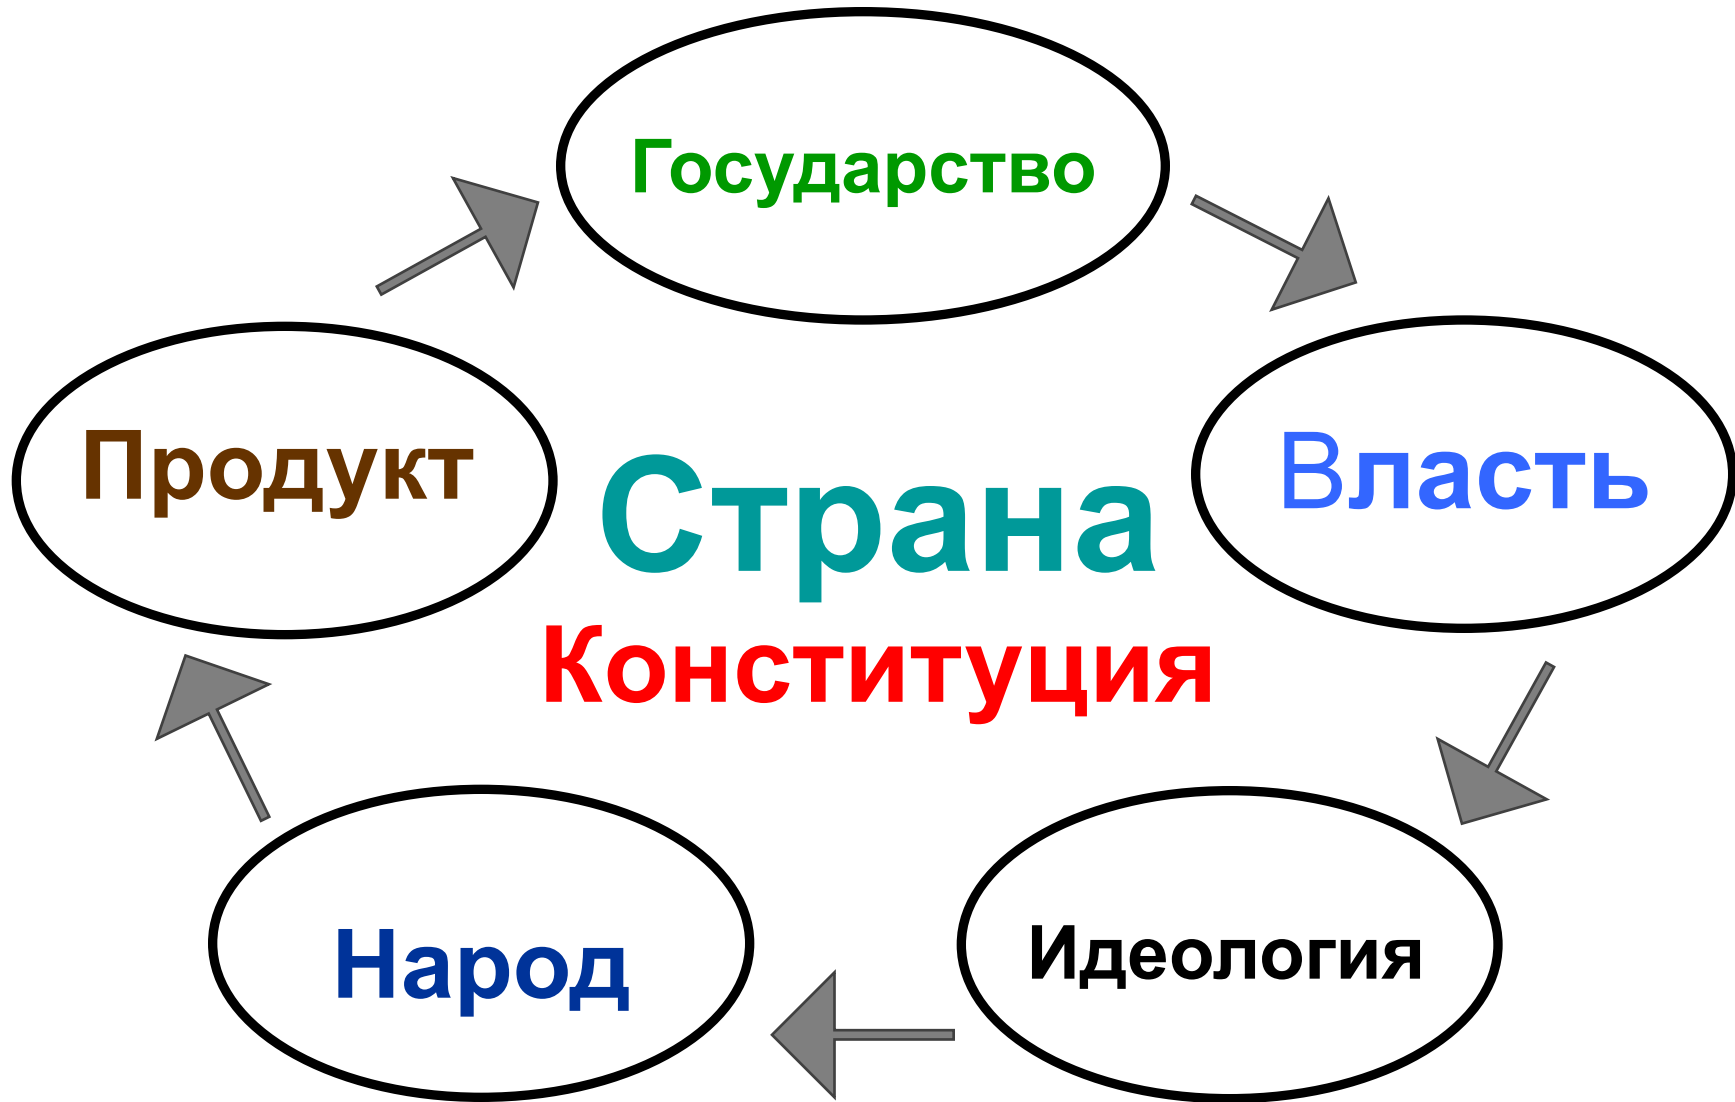 Государство
Продукт
Власть
Страна
Конституция
Народ
Идеология